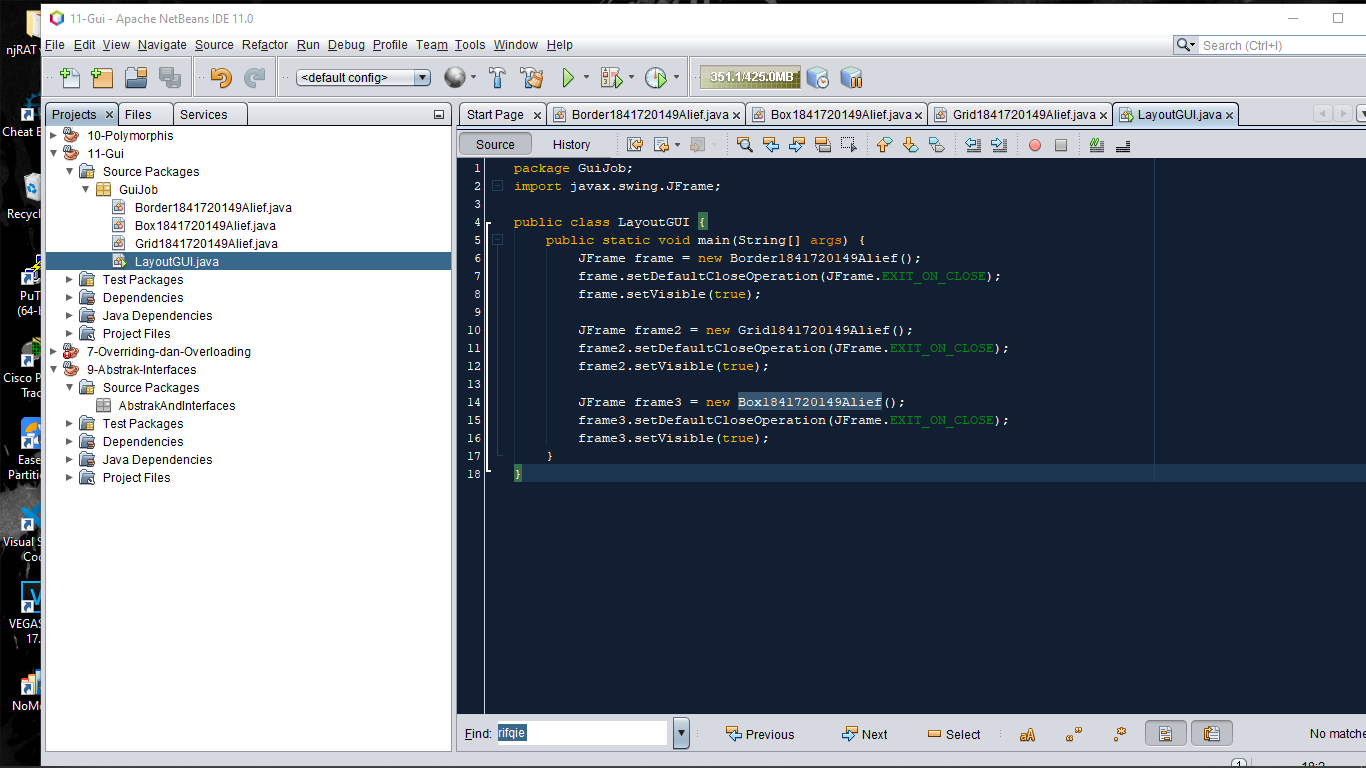 11-Gui - Apache NetBeans IDE 11.0
njRAT
File Edit View Navigate Source Refactor Run Debug Profile Team Tools Window Help
Search (Ctrl+I)
<default config>
351.1/425.0MB
Projects Files Services
Start Page Border1841720149Alief.java Box1841720149Alief.java Grid1841720149Alief.java LayoutGUI.java
Source History
Cheat
Recycl
PuT
(64-
Cisco P
Trac
Ease
Partiti
Visual S
Coc
VEGAS
17.
NoM
10-Polymorphis
11-Gui
Source Packages
GuiJob
Border1841720149Alief.java
Box1841720149Alief.java
Grid1841720149Alief.java
LayoutGUI.java
Test Packages
Dependencies
Java Dependencies
Project Files
7-Overriding-dan-Overloading
9-Abstrak-Interfaces
Source Packages
AbstrakAndInterfaces
Test Packages
Dependencies
Java Dependencies
Project Files
1 package GuiJob;
2 import javax.swing.JFrame;
3
4 public class LayoutGUI {
5 public static void main(String[] args) {
6 JFrame frame = new Border1841720149Alief();
7 frame.setDefaultCloseOperation(JFrame.EXIT_ON_CLOSE);
8 frame.setVisible(true);
9
10 JFrame frame2 = new Grid1841720149Alief();
11 frame2.setDefaultCloseOperation(JFrame.EXIT_ON_CLOSE);
12 frame2.setVisible(true);
13
14 JFrame frame3 = new Box1841720149Alief();
15 frame3.setDefaultCloseOperation(JFrame.EXIT_ON_CLOSE);
16 frame3.setVisible(true);
17 }
18 }
Find: rifqie Previous Next Select aA No matche
1